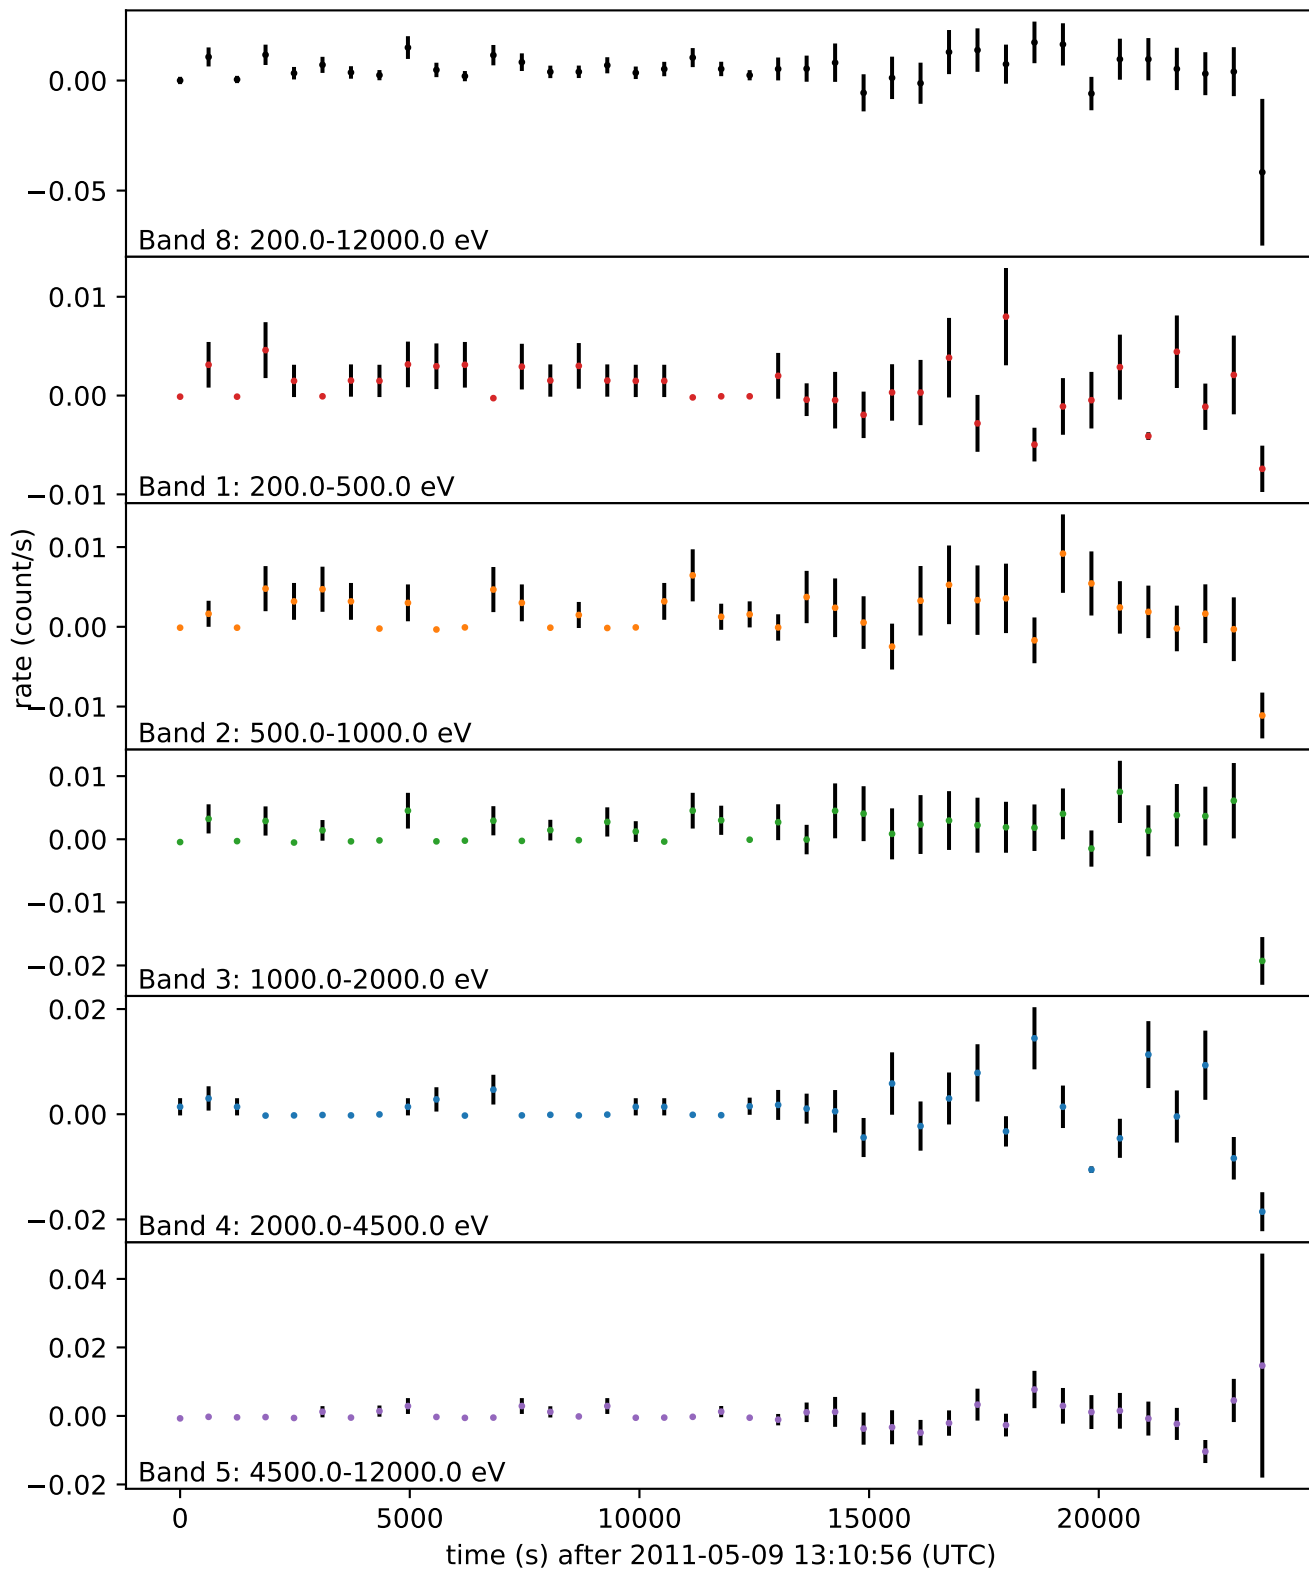 0.00
−0.05
Band 8: 200.0-12000.0 eV
0.01
0.00
−0.01
Band 1: 200.0-500.0 eV
rate (count/s)
0.01
0.00
−0.01
Band 2: 500.0-1000.0 eV
0.01
0.00
−0.01
−0.02
Band 3: 1000.0-2000.0 eV
0.02
0.00
−0.02
Band 4: 2000.0-4500.0 eV
0.04
0.02
0.00
−0.02
Band 5: 4500.0-12000.0 eV
0 5000 10000 15000 20000
time (s) after 2011-05-09 13:10:56 (UTC)